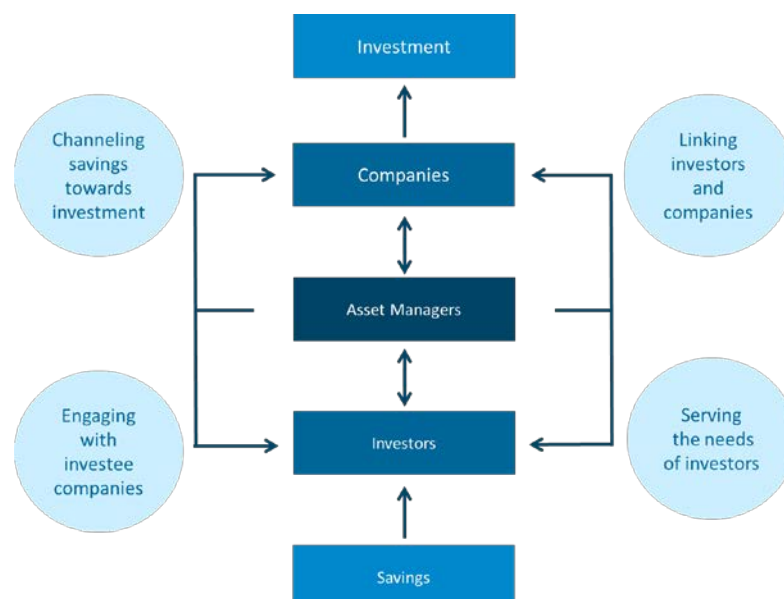 Investment
Channeling
savings
towards
investment
Linking
investors
and
companies
Companies
Asset Managers
Engaging
with
investee
companies
Investors
Serving
the needs
of investors
Savings